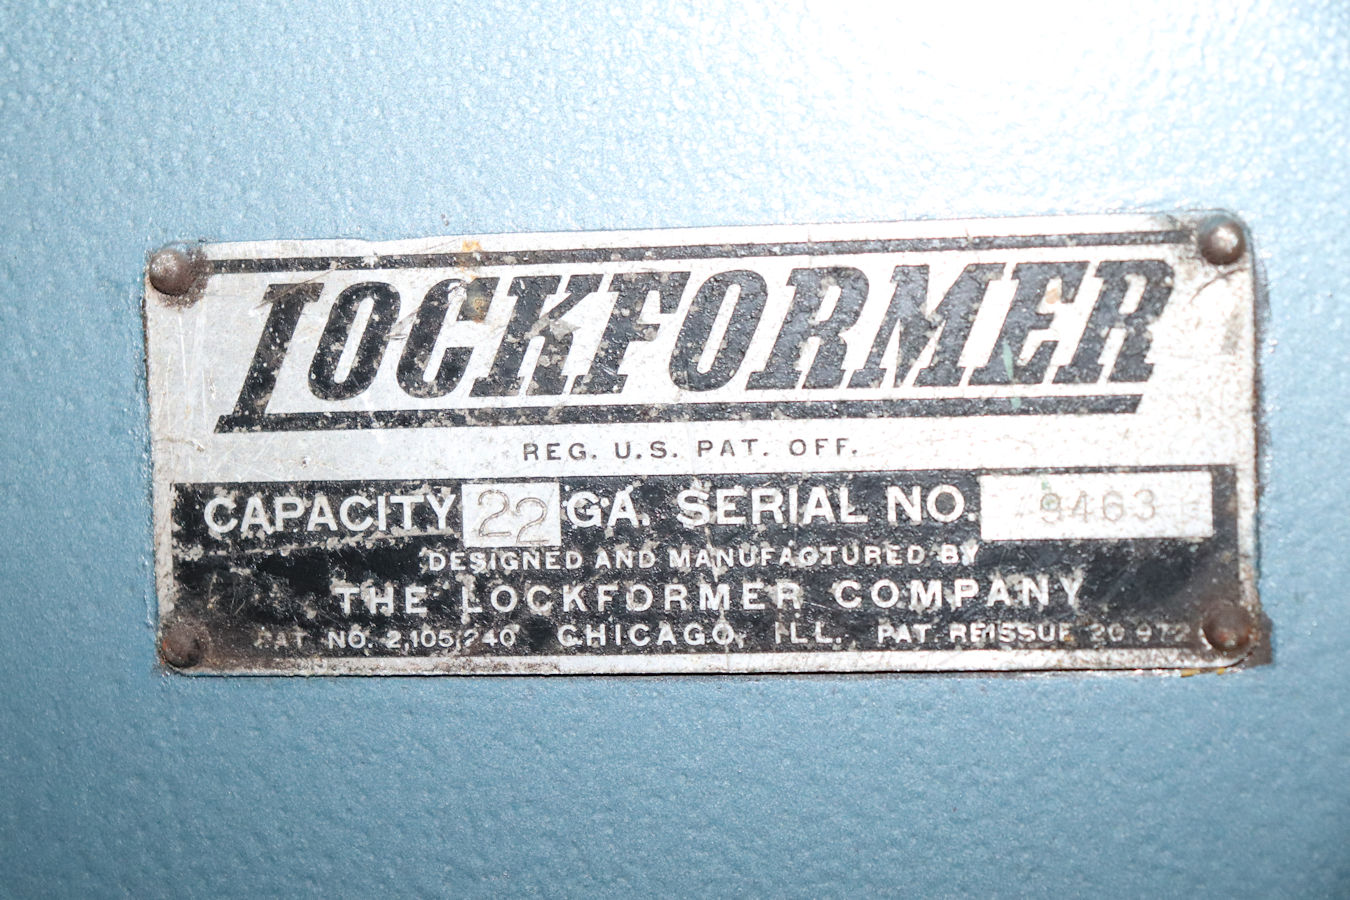 LOCKFORMER
REG. U.S. PAT. OFF.
CAPACITY 22 GA. SERIAL NO. 9463
DESIGNED AND MANUFACTURED BY
THE LOCKFORMER COMPANY
PAT. NO. 2,105,240 CHICAGO, ILL. PAT. REISSUE 20 972